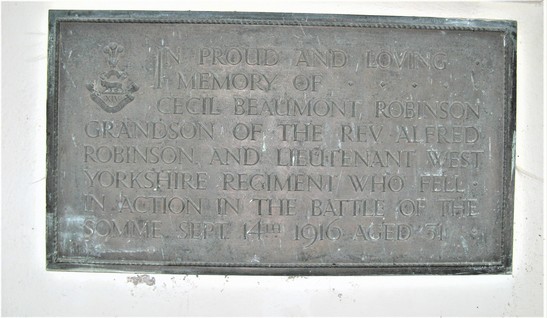 IN PROUD AND LOVING
MEMORY OF
CECIL BEAUMONT ROBINSON
GRANDSON OF THE REV ALFRED
ROBINSON AND LIEUTENANT WEST
YORKSHIRE REGIMENT WHO FELL
IN ACTION IN THE BATTLE OF THE
SOMME, SEPT. 14TH 1916 AGED